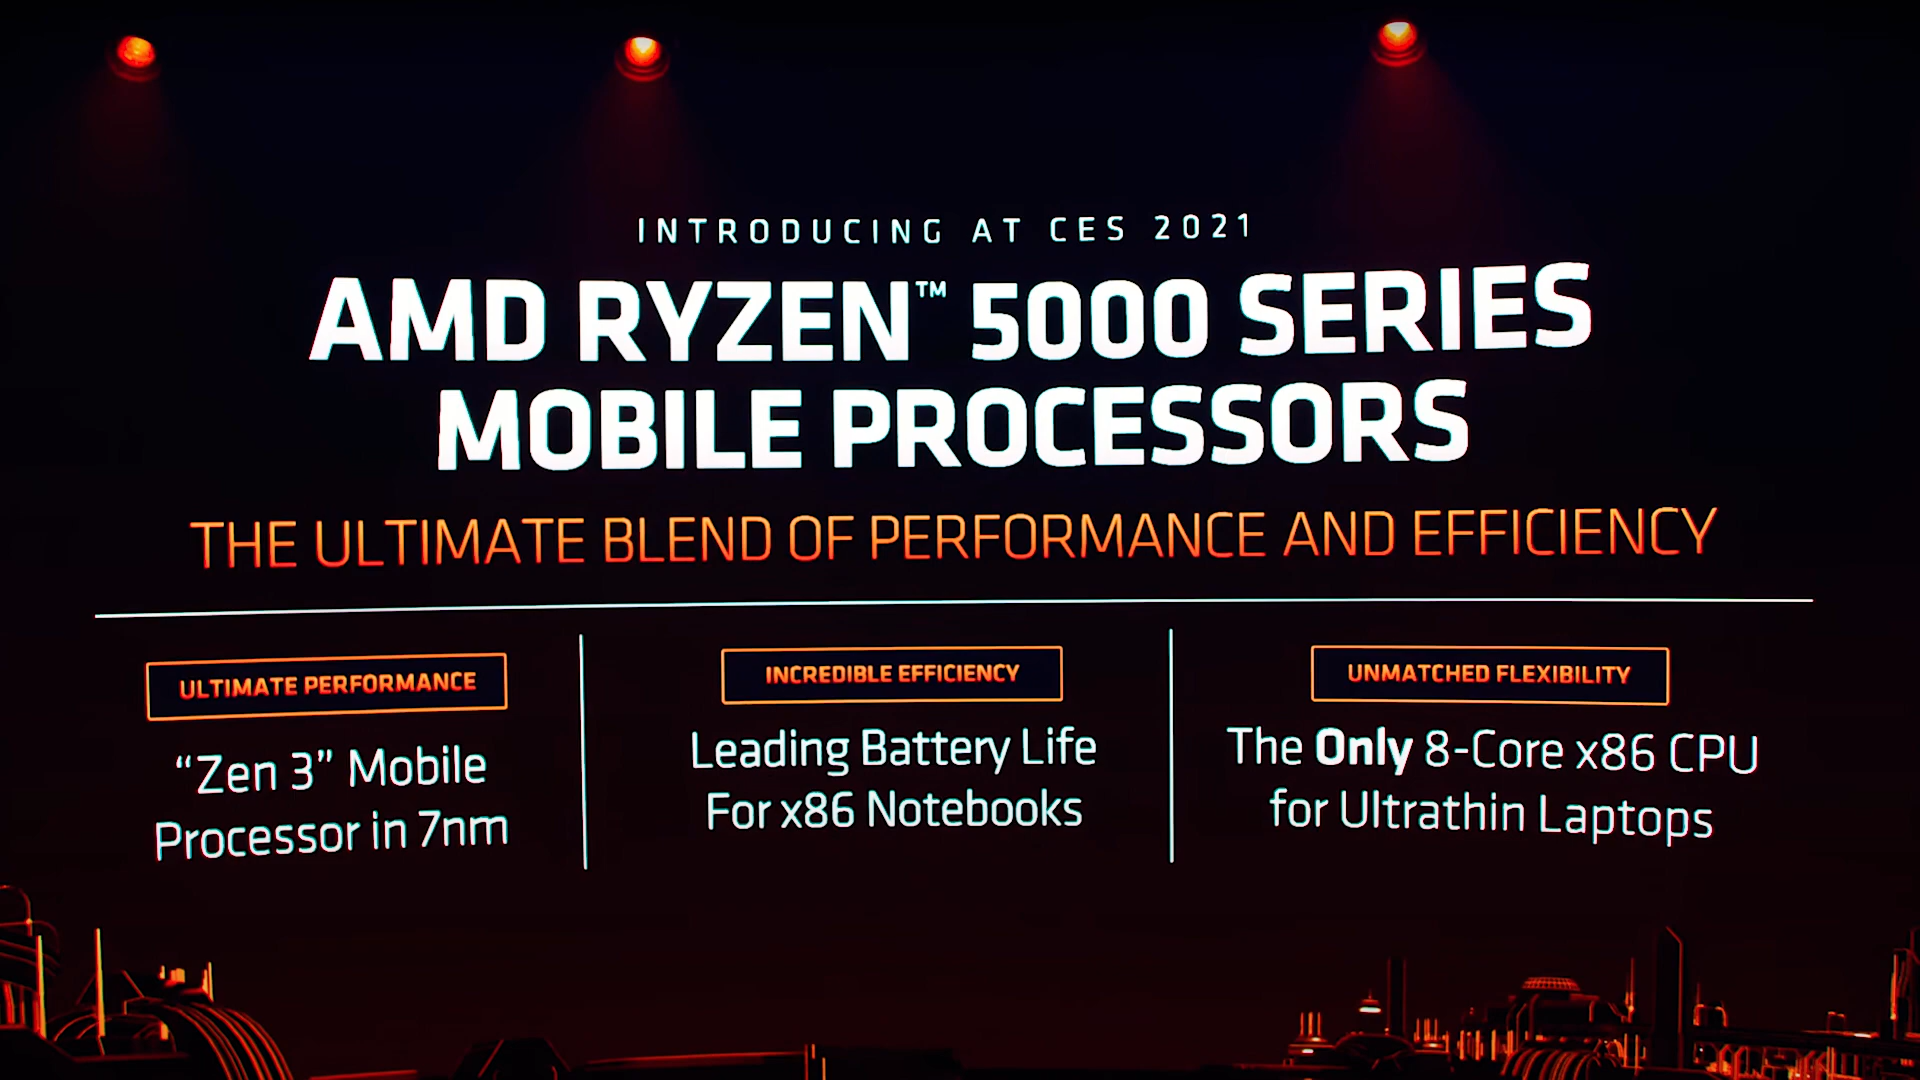 INTRODUCING AT CES 2021
AMD RYZEN™ 5000 SERIES
MOBILE PROCESSORS
THE ULTIMATE BLEND OF PERFORMANCE AND EFFICIENCY
ULTIMATE PERFORMANCE
“Zen 3” Mobile
Processor in 7nm
INCREDIBLE EFFICIENCY
Leading Battery Life
For x86 Notebooks
UNMATCHED FLEXIBILITY
The Only 8-Core x86 CPU
for Ultrathin Laptops